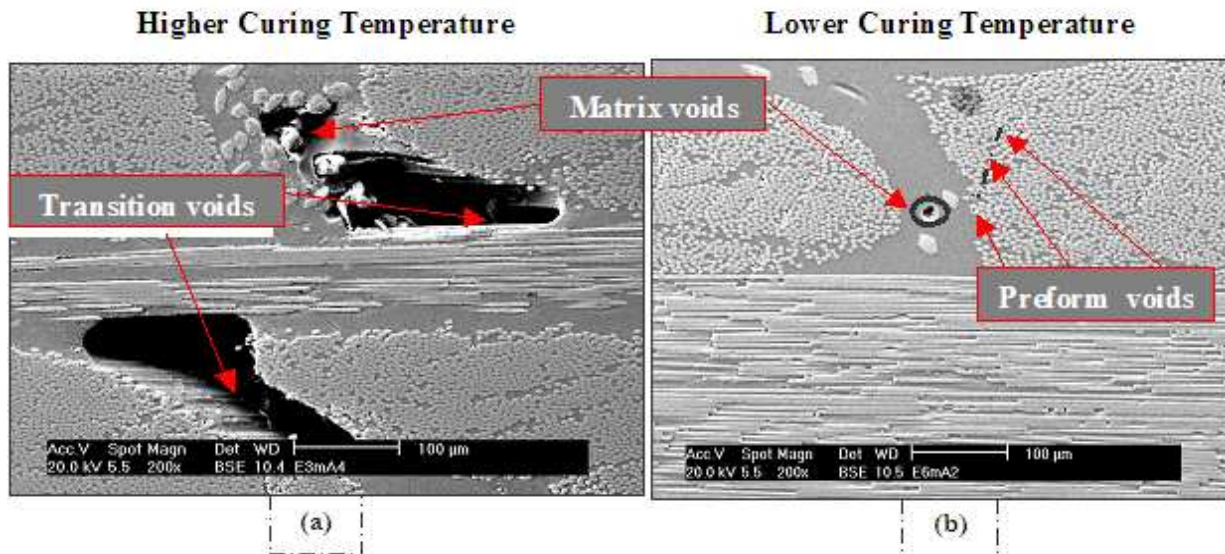 Higher Curing Temperature
Lower Curing Temperature
Matrix voids
Transition voids
Preform voids
Acc.V Spot Magn Det WD 100 µm
20.0 kV 5.5 200x BSE 10.4 E3mA4
Acc.V Spot Magn Det WD 100 µm
20.0 kV 5.5 200x BSE 10.5 E6mA2
(a)
(b)